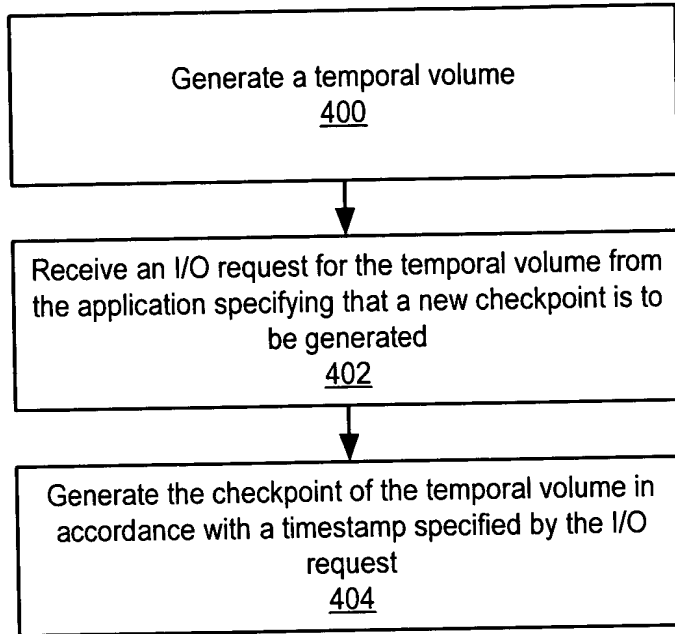 Generate a temporal volume
400
Receive an I/O request for the temporal volume from
the application specifying that a new checkpoint is to
be generated
402
Generate the checkpoint of the temporal volume in
accordance with a timestamp specified by the I/O
request
404